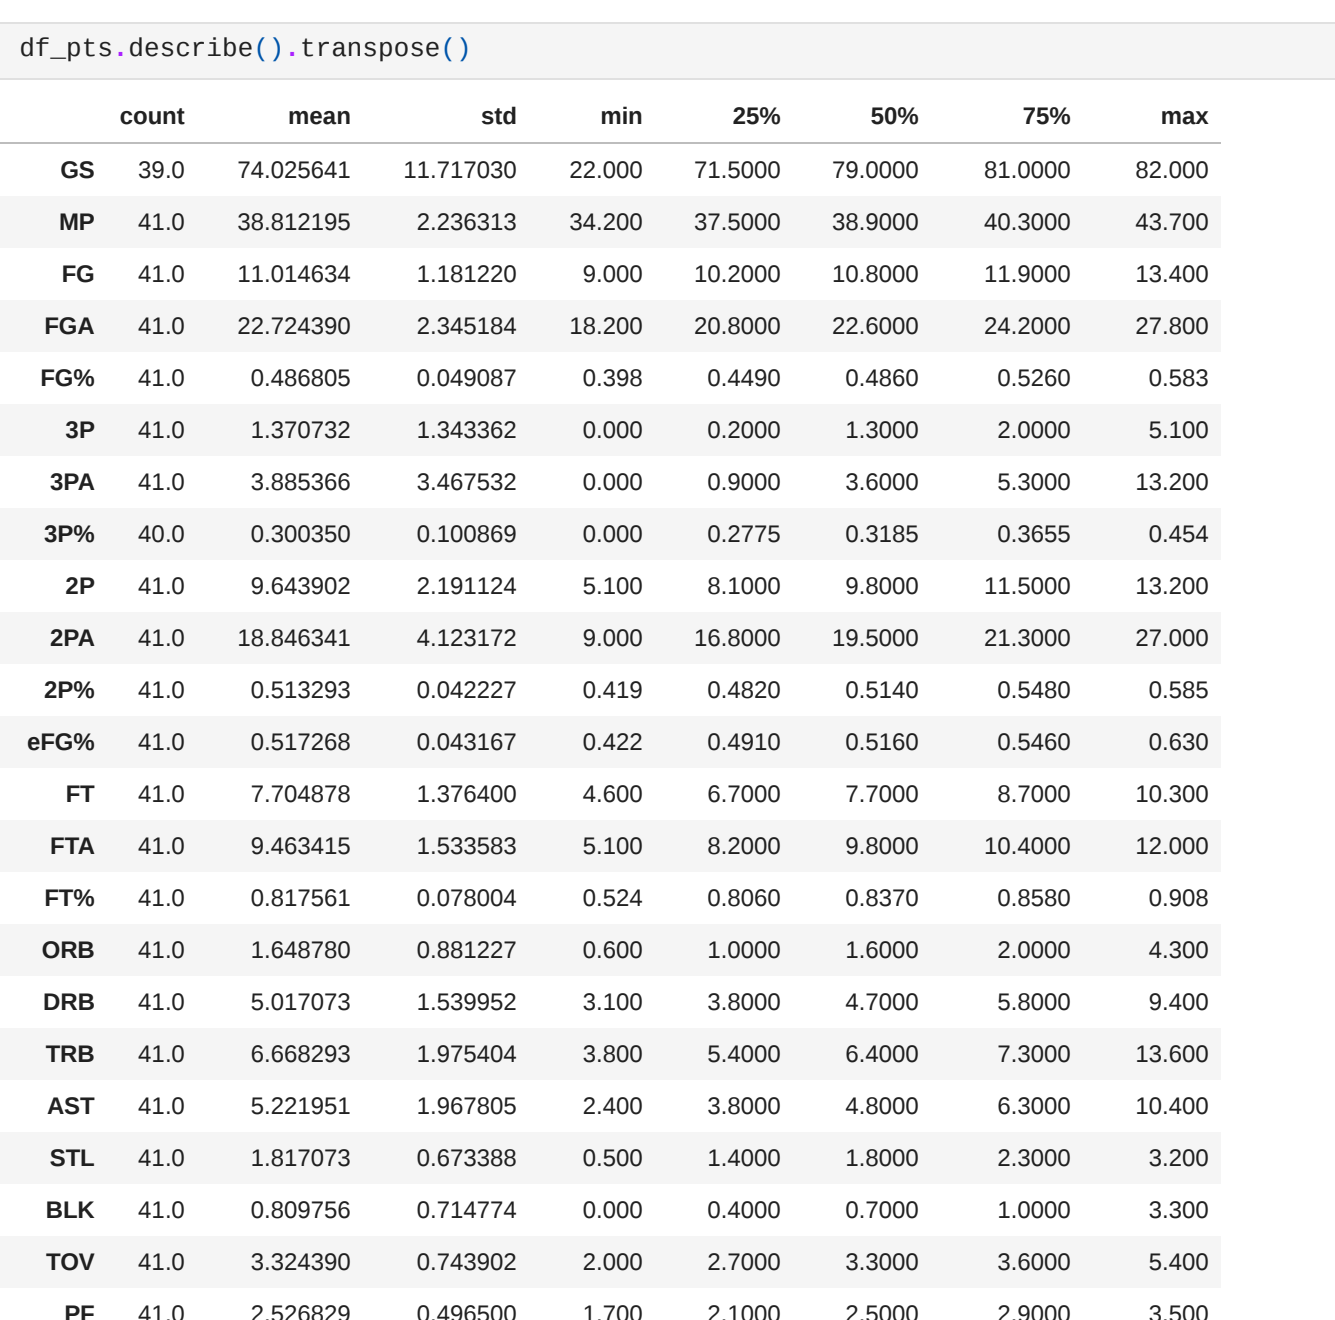 df_pts.describe().transpose()
count mean std min 25% 50% 75% max
GS 39.0 74.025641 11.717030 22.000 71.5000 79.0000 81.0000 82.000
MP 41.0 38.812195 2.236313 34.200 37.5000 38.9000 40.3000 43.700
FG 41.0 11.014634 1.181220 9.000 10.2000 10.8000 11.9000 13.400
FGA 41.0 22.724390 2.345184 18.200 20.8000 22.6000 24.2000 27.800
FG% 41.0 0.486805 0.049087 0.398 0.4490 0.4860 0.5260 0.583
3P 41.0 1.370732 1.343362 0.000 0.2000 1.3000 2.0000 5.100
3PA 41.0 3.885366 3.467532 0.000 0.9000 3.6000 5.3000 13.200
3P% 40.0 0.300350 0.100869 0.000 0.2775 0.3185 0.3655 0.454
2P 41.0 9.643902 2.191124 5.100 8.1000 9.8000 11.5000 13.200
2PA 41.0 18.846341 4.123172 9.000 16.8000 19.5000 21.3000 27.000
2P% 41.0 0.513293 0.042227 0.419 0.4820 0.5140 0.5480 0.585
eFG% 41.0 0.517268 0.043167 0.422 0.4910 0.5160 0.5460 0.630
FT 41.0 7.704878 1.376400 4.600 6.7000 7.7000 8.7000 10.300
FTA 41.0 9.463415 1.533583 5.100 8.2000 9.8000 10.4000 12.000
FT% 41.0 0.817561 0.078004 0.524 0.8060 0.8370 0.8580 0.908
ORB 41.0 1.648780 0.881227 0.600 1.0000 1.6000 2.0000 4.300
DRB 41.0 5.017073 1.539952 3.100 3.8000 4.7000 5.8000 9.400
TRB 41.0 6.668293 1.975404 3.800 5.4000 6.4000 7.3000 13.600
AST 41.0 5.221951 1.967805 2.400 3.8000 4.8000 6.3000 10.400
STL 41.0 1.817073 0.673388 0.500 1.4000 1.8000 2.3000 3.200
BLK 41.0 0.809756 0.714774 0.000 0.4000 0.7000 1.0000 3.300
TOV 41.0 3.324390 0.743902 2.000 2.7000 3.3000 3.6000 5.400
PF 41.0 2.526829 0.496500 1.700 2.1000 2.5000 2.9000 3.500